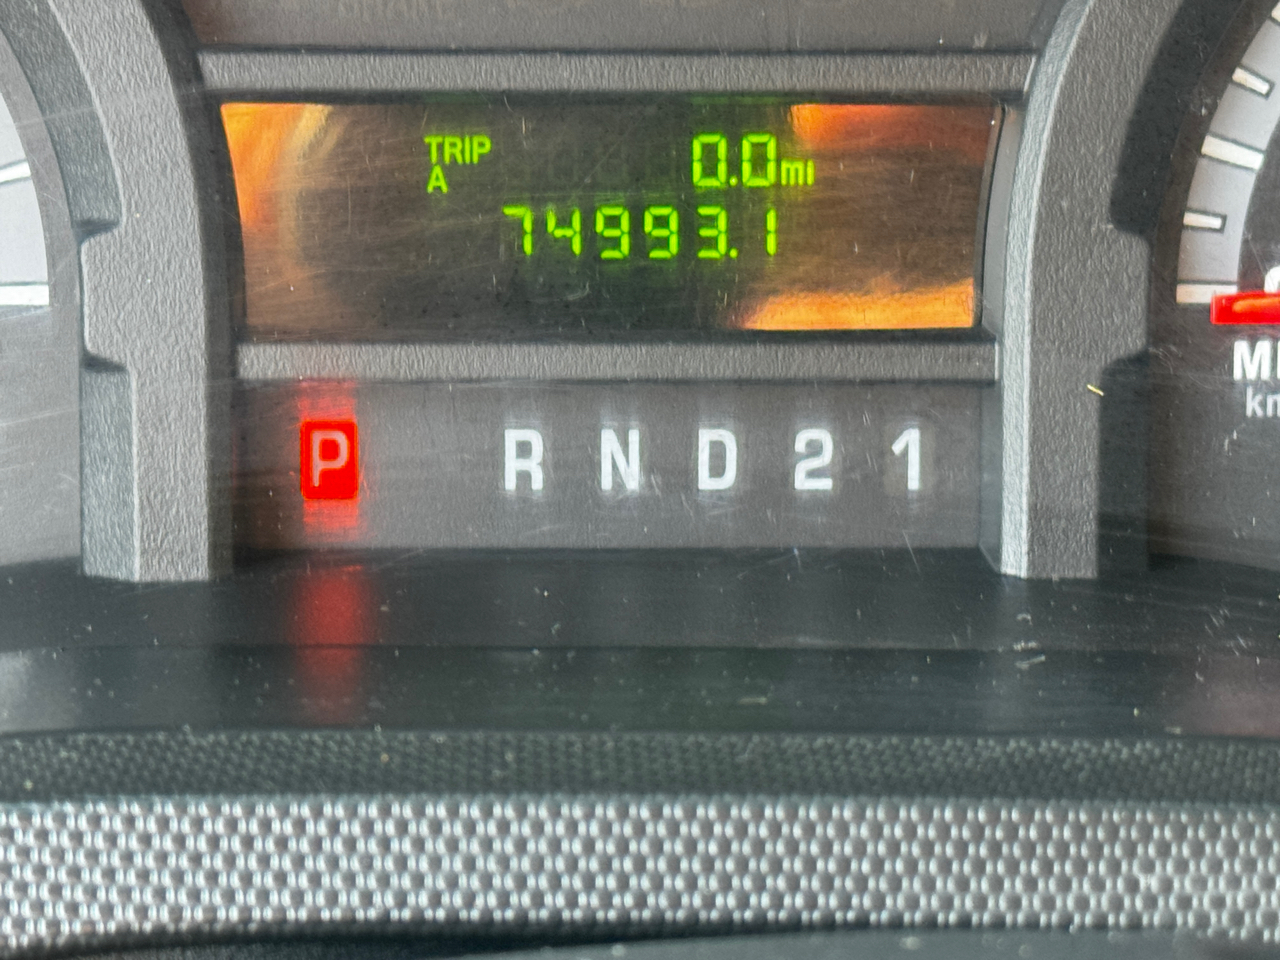 TRIP 0.0mi
A
74993.1
P R N D 2 1